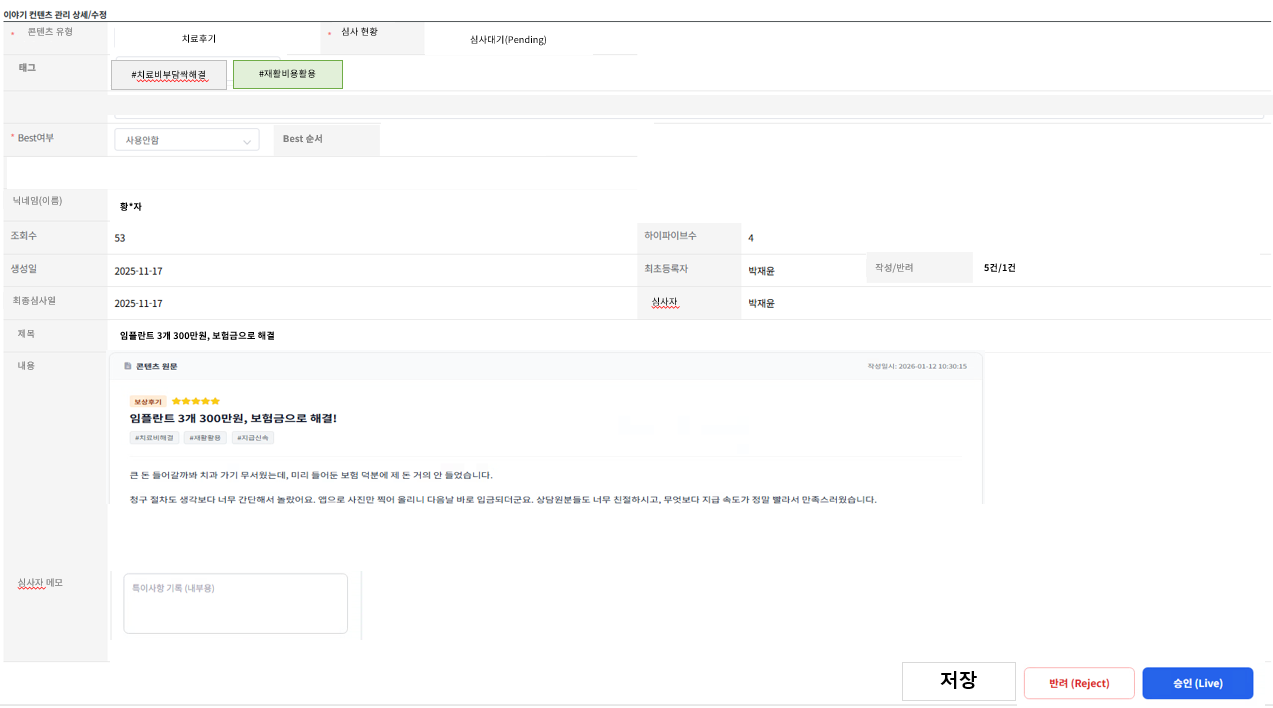 이야기 컨텐츠 관리 상세/수정
* 콘텐츠 유형 치료후기 * 심사 현황 심사대기(Pending)
태그 #치료비부담싹해결 #재활비용활용
* Best여부 사용안함 Best 순서
닉네임(이름) 황*자
조회수 53 하이파이브수 4
생성일 2025-11-17 최초등록자 박재윤 작성/반려 5건/1건
최종심사일 2025-11-17 심사자 박재윤
제목 임플란트 3개 300만원, 보험금으로 해결
내용 콘텐츠 원문 작성일시: 2026-01-12 10:30:15
보상후기 ★★★★★
임플란트 3개 300만원, 보험금으로 해결!
#치료비해결 #재활활용 #지급신속
큰 돈 들어갈까봐 치과 가기 무서웠는데, 미리 들어둔 보험 덕분에 제 돈 거의 안 들었습니다.
청구 절차도 생각보다 너무 간단해서 놀랐어요. 앱으로 사진만 찍어 올리니 다음날 바로 입금되더군요. 상담원분들도 너무 친절하시고, 무엇보다 지급 속도가 정말 빨라서 만족스러웠습니다.
심사자 메모 특이사항 기록 (내부용)
저장 반려 (Reject) 승인 (Live)